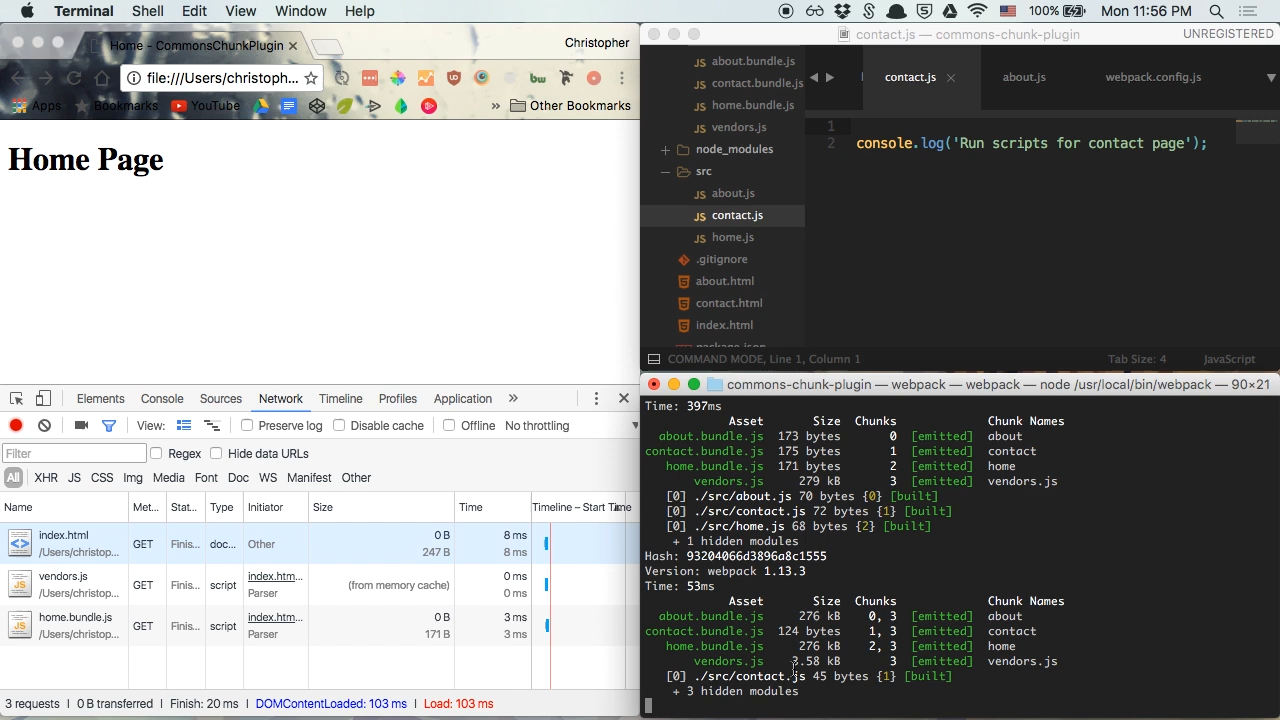 Terminal Shell Edit View Window Help
100% Mon 11:56 PM
Home - CommonsChunkPlugin
Christopher
file:///Users/christoph...
Apps Bookmarks YouTube » Other Bookmarks
Home Page
Elements Console Sources Network Timeline Profiles Application »
View: Preserve log Disable cache Offline No throttling
Filter Regex Hide data URLs
All XHR JS CSS Img Media Font Doc WS Manifest Other
Name Met... Stat... Type Initiator Size Time Timeline – Start Time
index.html GET Finis... doc... Other 0 B 8 ms
/Users/christop... 247 B 8 ms
vendors.js GET Finis... script index.htm... (from memory cache) 0 ms
/Users/christop... Parser 0 ms
home.bundle.js GET Finis... script index.htm... 0 B 3 ms
/Users/christop... Parser 171 B 3 ms
3 requests | 0 B transferred | Finish: 20 ms | DOMContentLoaded: 103 ms | Load: 103 ms
contact.js — commons-chunk-plugin
UNREGISTERED
about.bundle.js
contact.bundle.js
home.bundle.js
vendors.js
node_modules
src
about.js
contact.js
home.js
.gitignore
about.html
contact.html
index.html
package.json
contact.js about.js webpack.config.js
1
2 console.log('Run scripts for contact page');
COMMAND MODE, Line 1, Column 1 Tab Size: 4 JavaScript
commons-chunk-plugin — webpack — webpack — node /usr/local/bin/webpack — 90×21
Time: 397ms
Asset Size Chunks Chunk Names
about.bundle.js 173 bytes 0 [emitted] about
contact.bundle.js 175 bytes 1 [emitted] contact
home.bundle.js 171 bytes 2 [emitted] home
vendors.js 279 kB 3 [emitted] vendors.js
[0] ./src/about.js 70 bytes {0} [built]
[0] ./src/contact.js 72 bytes {1} [built]
[0] ./src/home.js 68 bytes {2} [built]
+ 1 hidden modules
Hash: 93204066d3896a8c1555
Version: webpack 1.13.3
Time: 53ms
Asset Size Chunks Chunk Names
about.bundle.js 276 kB 0, 3 [emitted] about
contact.bundle.js 124 bytes 1, 3 [emitted] contact
home.bundle.js 276 kB 2, 3 [emitted] home
vendors.js 3.58 kB 3 [emitted] vendors.js
[0] ./src/contact.js 45 bytes {1} [built]
+ 3 hidden modules